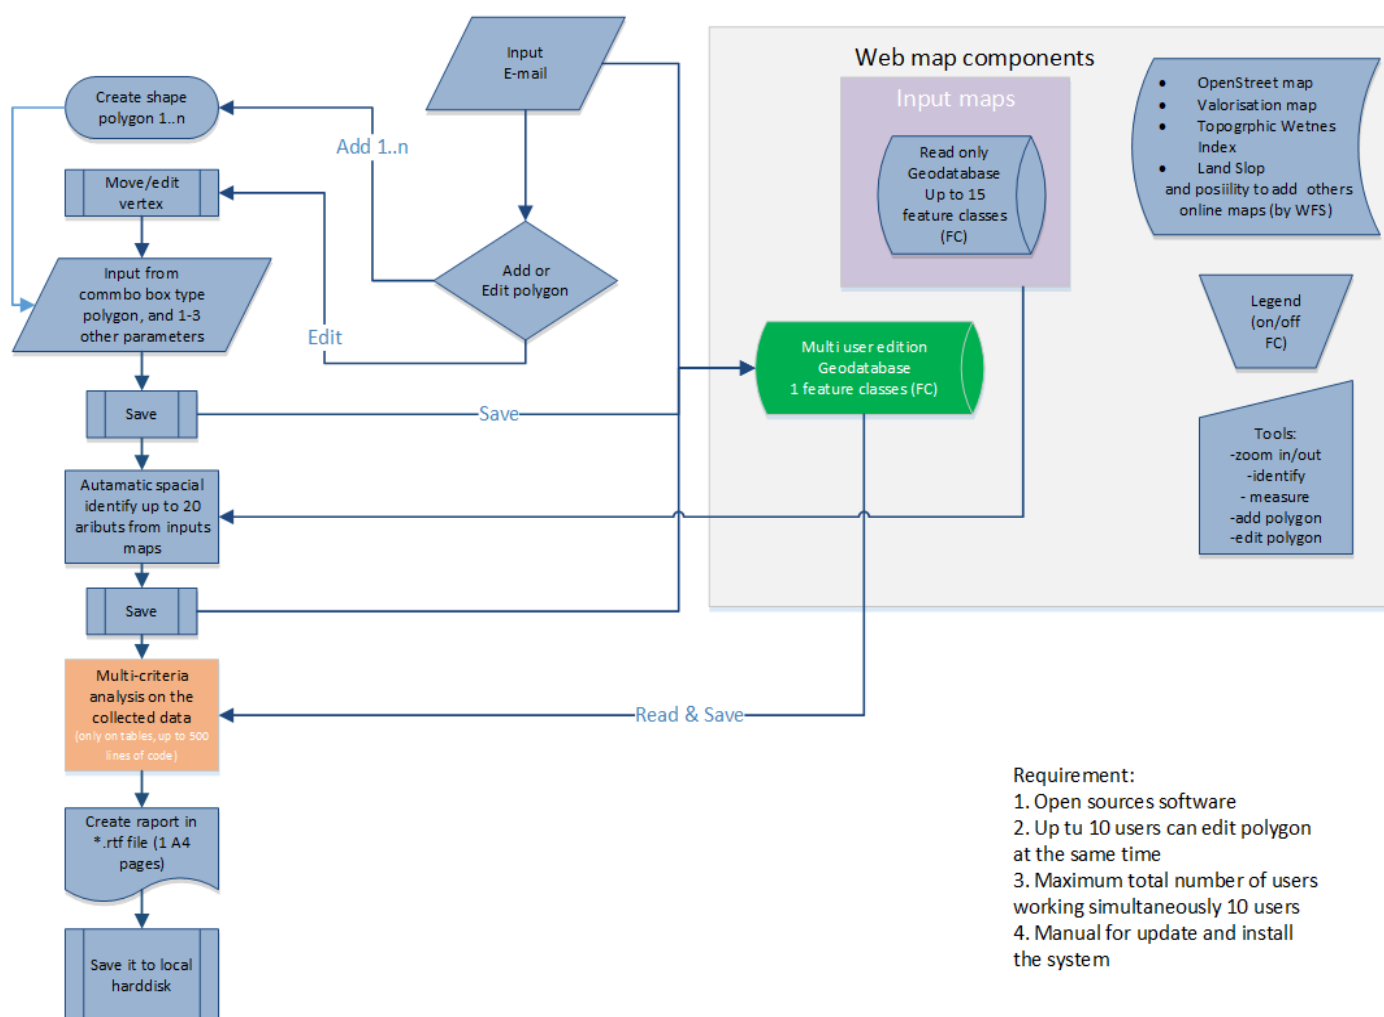 Input
E-mail
Create shape
polygon 1..n
Add 1..n
Move/edit
vertex
Input from
commbo box type
polygon, and 1-3
other parameters
Add or
Edit polygon
Edit
Save
Save
Autamatic spacial
identify up to 20
aributs from inputs
maps
Save
Multi-criteria
analysis on the
collected data
(only on tables, up to 500
lines of code)
Read & Save
Create raport in
*.rtf file (1 A4
pages)
Save it to local
harddisk
Web map components
Input maps
Read only
Geodatabase
Up to 15
feature classes
(FC)
Multi user edition
Geodatabase
1 feature classes (FC)
• OpenStreet map
• Valorisation map
• Topogrphic Wetnes
Index
• Land Slop
and posiility to add others
online maps (by WFS)
Legend
(on/off
FC)
Tools:
-zoom in/out
-identify
- measure
-add polygon
-edit polygon
Requirement:
1. Open sources software
2. Up tu 10 users can edit polygon
at the same time
3. Maximum total number of users
working simultaneously 10 users
4. Manual for update and install
the system